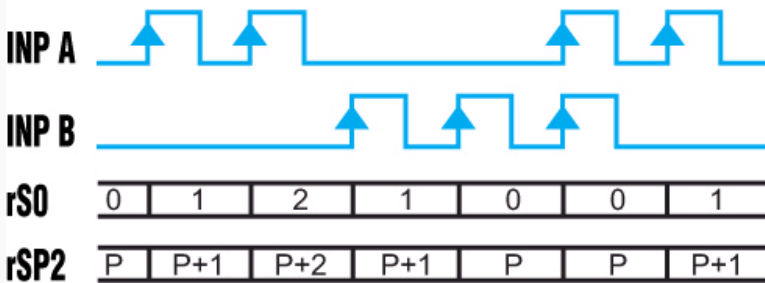 INP A
INP B
rS0 0 1 2 1 0 0 1
rSP2 P P+1 P+2 P+1 P P P+1